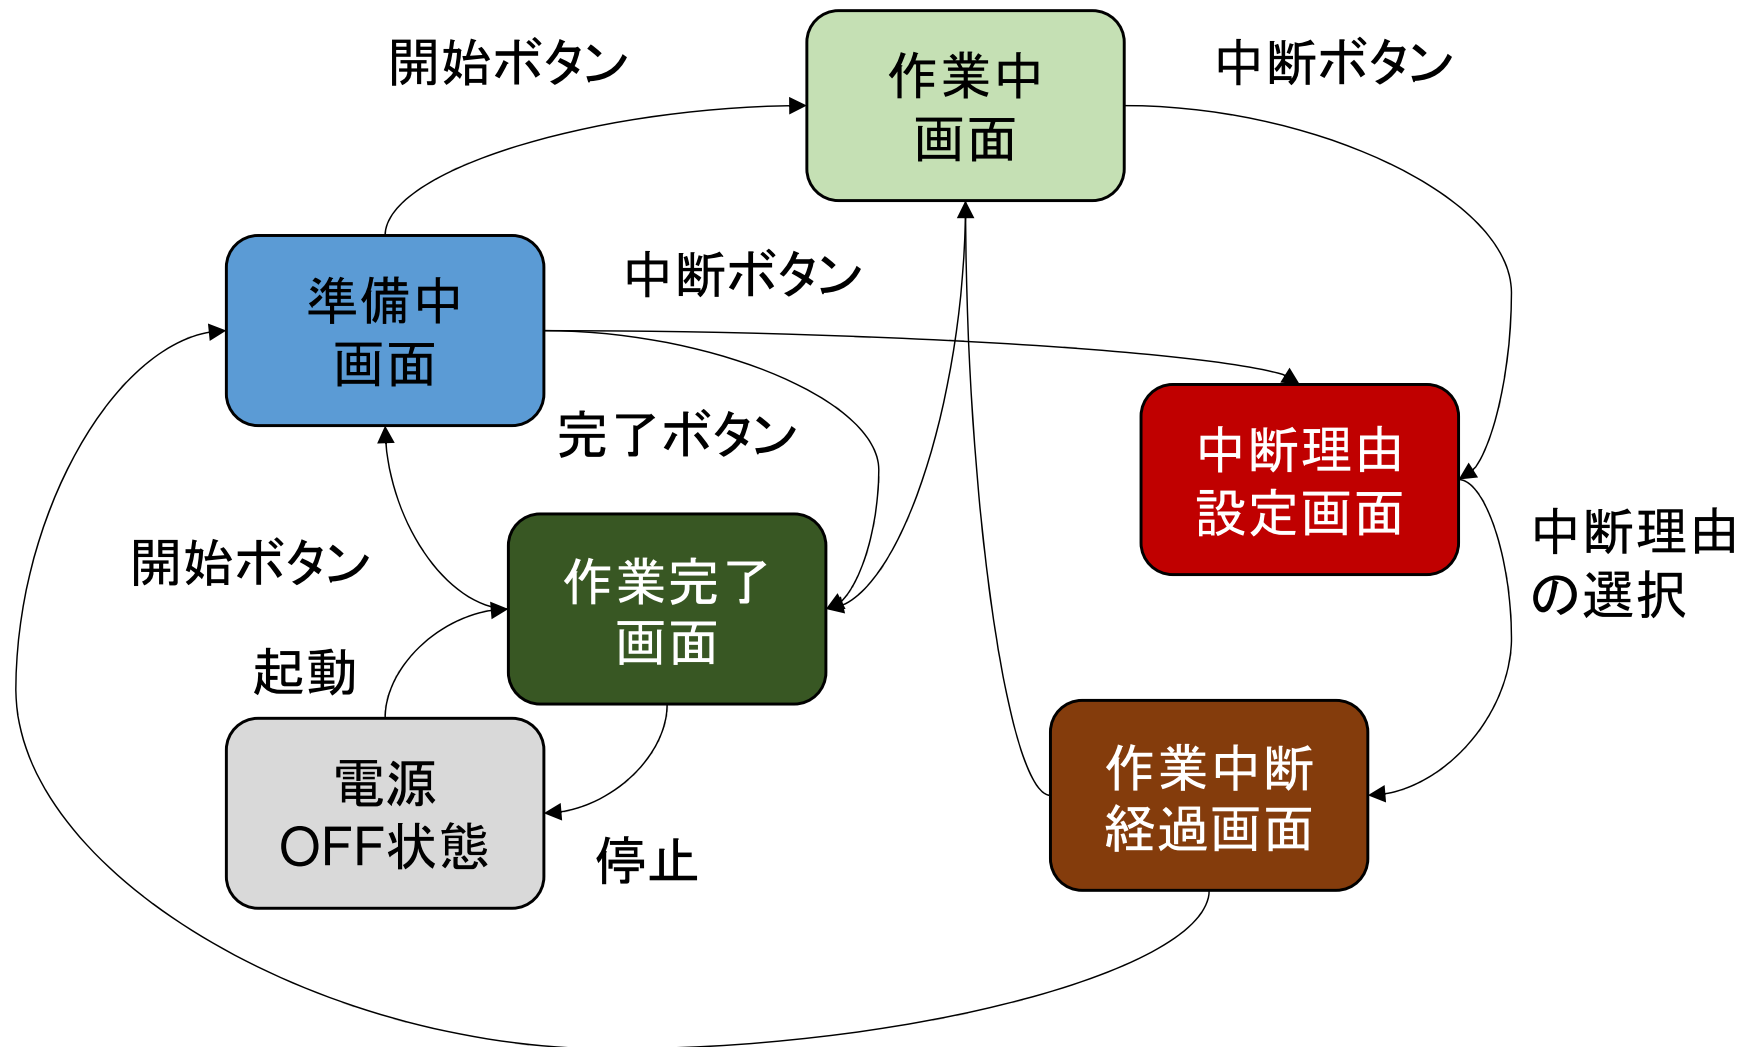 開始ボタン
作業中
画面
中断ボタン
準備中
画面
中断ボタン
完了ボタン
中断理由
設定画面
中断理由
の選択
開始ボタン
作業完了
画面
起動
電源
OFF状態
停止
作業中断
経過画面